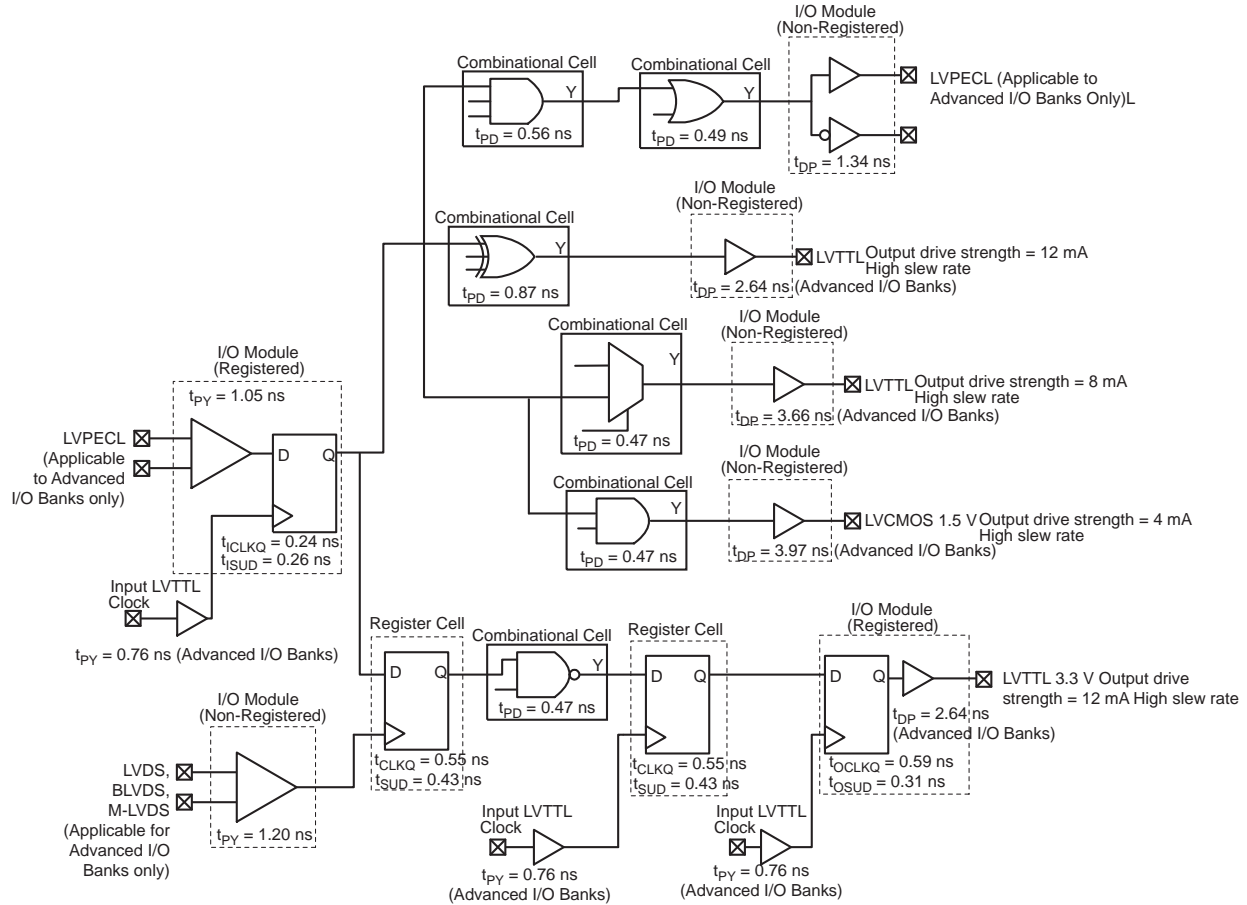 I/O Module
(Non-Registered)
Combinational Cell
Combinational Cell
Y
Y
LVPECL (Applicable to
Advanced I/O Banks Only)L
tPD = 0.56 ns
tPD = 0.49 ns
tDP = 1.34 ns
I/O Module
(Non-Registered)
Combinational Cell
Y
LVTTL
Output drive strength = 12 mA
High slew rate
tPD = 0.87 ns
tDP = 2.64 ns
(Advanced I/O Banks)
Combinational Cell
I/O Module
(Non-Registered)
Y
LVTTL
Output drive strength = 8 mA
High slew rate
tDP = 3.66 ns
(Advanced I/O Banks)
tPD = 0.47 ns
I/O Module
(Registered)
tPY = 1.05 ns
LVPECL
(Applicable
to Advanced
I/O Banks only)
D
Q
tICLKQ = 0.24 ns
tISUD = 0.26 ns
Input LVTTL
Clock
tPY = 0.76 ns (Advanced I/O Banks)
Combinational Cell
I/O Module
(Non-Registered)
Y
LVCMOS 1.5 V
Output drive strength = 4 mA
High slew rate
tPD = 0.47 ns
tDP = 3.97 ns
(Advanced I/O Banks)
Register Cell
D
Q
tCLKQ = 0.55 ns
tSUD = 0.43 ns
Combinational Cell
Y
tPD = 0.47 ns
Register Cell
D
Q
tCLKQ = 0.55 ns
tSUD = 0.43 ns
I/O Module
(Registered)
D
Q
LVTTL 3.3 V Output drive
strength = 12 mA High slew rate
tDP = 2.64 ns
(Advanced I/O Banks)
tOCLKQ = 0.59 ns
tOSUD = 0.31 ns
I/O Module
(Non-Registered)
LVDS,
BLVDS,
M-LVDS
(Applicable for
Advanced I/O
Banks only)
tPY = 1.20 ns
Input LVTTL
Clock
tPY = 0.76 ns
(Advanced I/O Banks)
Input LVTTL
Clock
tPY = 0.76 ns
(Advanced I/O Banks)